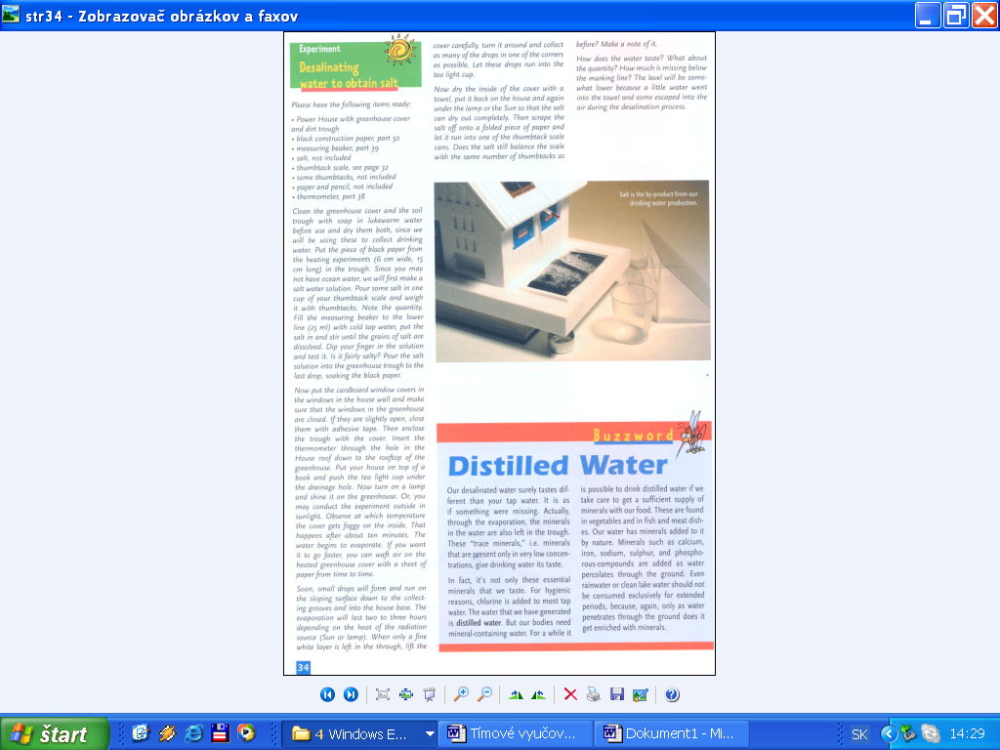 str34 - Zobrazovač obrázkov a faxov
Experiment
Desalinating
water to obtain salt
Please have the following items ready:
• Power House with greenhouse cover
and dirt trough
• black construction paper, part 50
• measuring beaker, part 39
• salt, not included
• thumbtack scale, see page 32
• some thumbtacks, not included
• paper and pencil, not included
• thermometer, part 38
Clean the greenhouse cover and the soil
trough with soap in lukewarm water
before use and dry them both, since we
will be using these to collect drinking
water. Put the piece of black paper from
the heating experiments (6 cm wide, 15
cm long) in the trough. Since you may
not have ocean water, we will first make a
salt water solution. Pour some salt in one
cup of your thumbtack scale and weigh
it with thumbtacks. Note the quantity.
Fill the measuring beaker to the lower
line (25 ml) with cold tap water, put the
salt in and stir until the grains of salt are
dissolved. Dip your finger in the solution
and test it. Is it fairly salty? Pour the salt
solution into the greenhouse trough to the
last drop, soaking the black paper.
Now put the cardboard window covers in
the windows in the house wall and make
sure that the windows in the greenhouse
are closed. If they are slightly open, close
them with adhesive tape. Then enclose
the trough with the cover. Insert the
thermometer through the hole in the
House roof down to the rooftop of the
greenhouse. Put your house on top of a
book and push the tea light cup under
the drainage hole. Now turn on a lamp
and shine it on the greenhouse. Or, you
may conduct the experiment outside in
sunlight. Observe at which temperature
the cover gets foggy on the inside. That
happens after about ten minutes. The
water begins to evaporate. If you want
it to go faster, you can waft air on the
heated greenhouse cover with a sheet of
paper from time to time.
Soon, small drops will form and run on
the sloping surface down to the collect-
ing grooves and into the house base. The
evaporation will last two to three hours
depending on the heat of the radiation
source (Sun or lamp). When only a fine
white layer is left in the through, lift the
cover carefully, turn it around and collect
as many of the drops in one of the corners
as possible. Let these drops run into the
tea light cup.
Now dry the inside of the cover with a
towel, put it back on the house and again
under the lamp or the Sun so that the salt
can dry out completely. Then scrape the
salt off onto a folded piece of paper and
let it run into one of the thumbtack scale
cans. Does the salt still balance the scale
with the same number of thumbtacks as
before? Make a note of it.
How does the water taste? What about
the quantity? How much is missing below
the marking line? The level will be some-
what lower because a little water went
into the towel and some escaped into the
air during the desalination process.
Salt is the by-product from our
drinking water production.
Buzzword
Distilled Water
Our desalinated water surely tastes dif-
ferent than your tap water. It is as
if something were missing. Actually,
through the evaporation, the minerals
in the water are also left in the trough.
These "trace minerals," i.e. minerals
that are present only in very low concen-
trations, give drinking water its taste.
In fact, it's not only these essential
minerals that we taste. For hygienic
reasons, chlorine is added to most tap
water. The water that we have generated
is distilled water. But our bodies need
mineral-containing water. For a while it
is possible to drink distilled water if we
take care to get a sufficient supply of
minerals with our food. These are found
in vegetables and in fish and meat dish-
es. Our water has minerals added to it
by nature. Minerals such as calcium,
iron, sodium, sulphur, and phospho-
rous-compounds are added as water
percolates through the ground. Even
rainwater or clean lake water should not
be consumed exclusively for extended
periods, because, again, only as water
penetrates through the ground does it
get enriched with minerals.
34
štart
4 Windows E...
Tímové vyučov...
Dokument1 - Mi...
SK
14:29